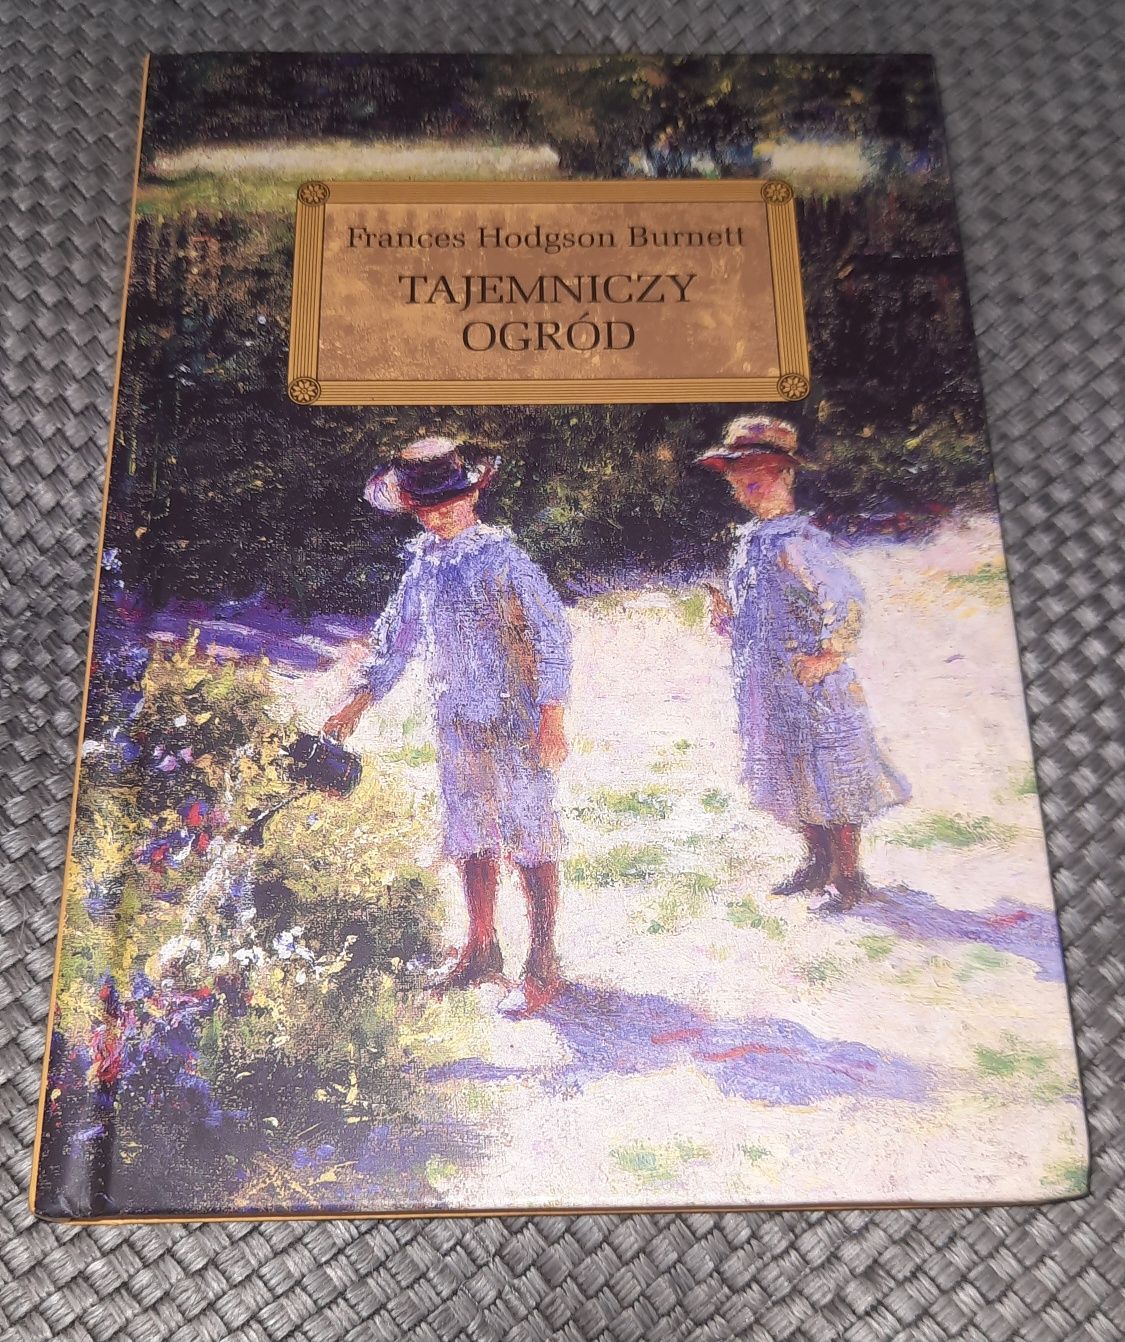 Frances Hodgson Burnett
TAJEMNICZY
OGRÓD